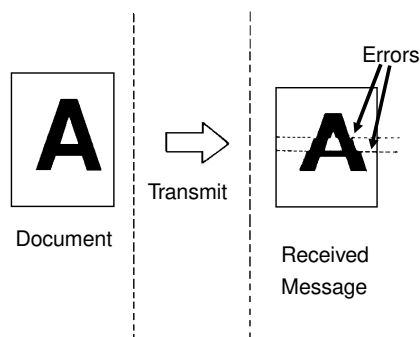 Errors
A
A
Transmit
Document
Received
Message